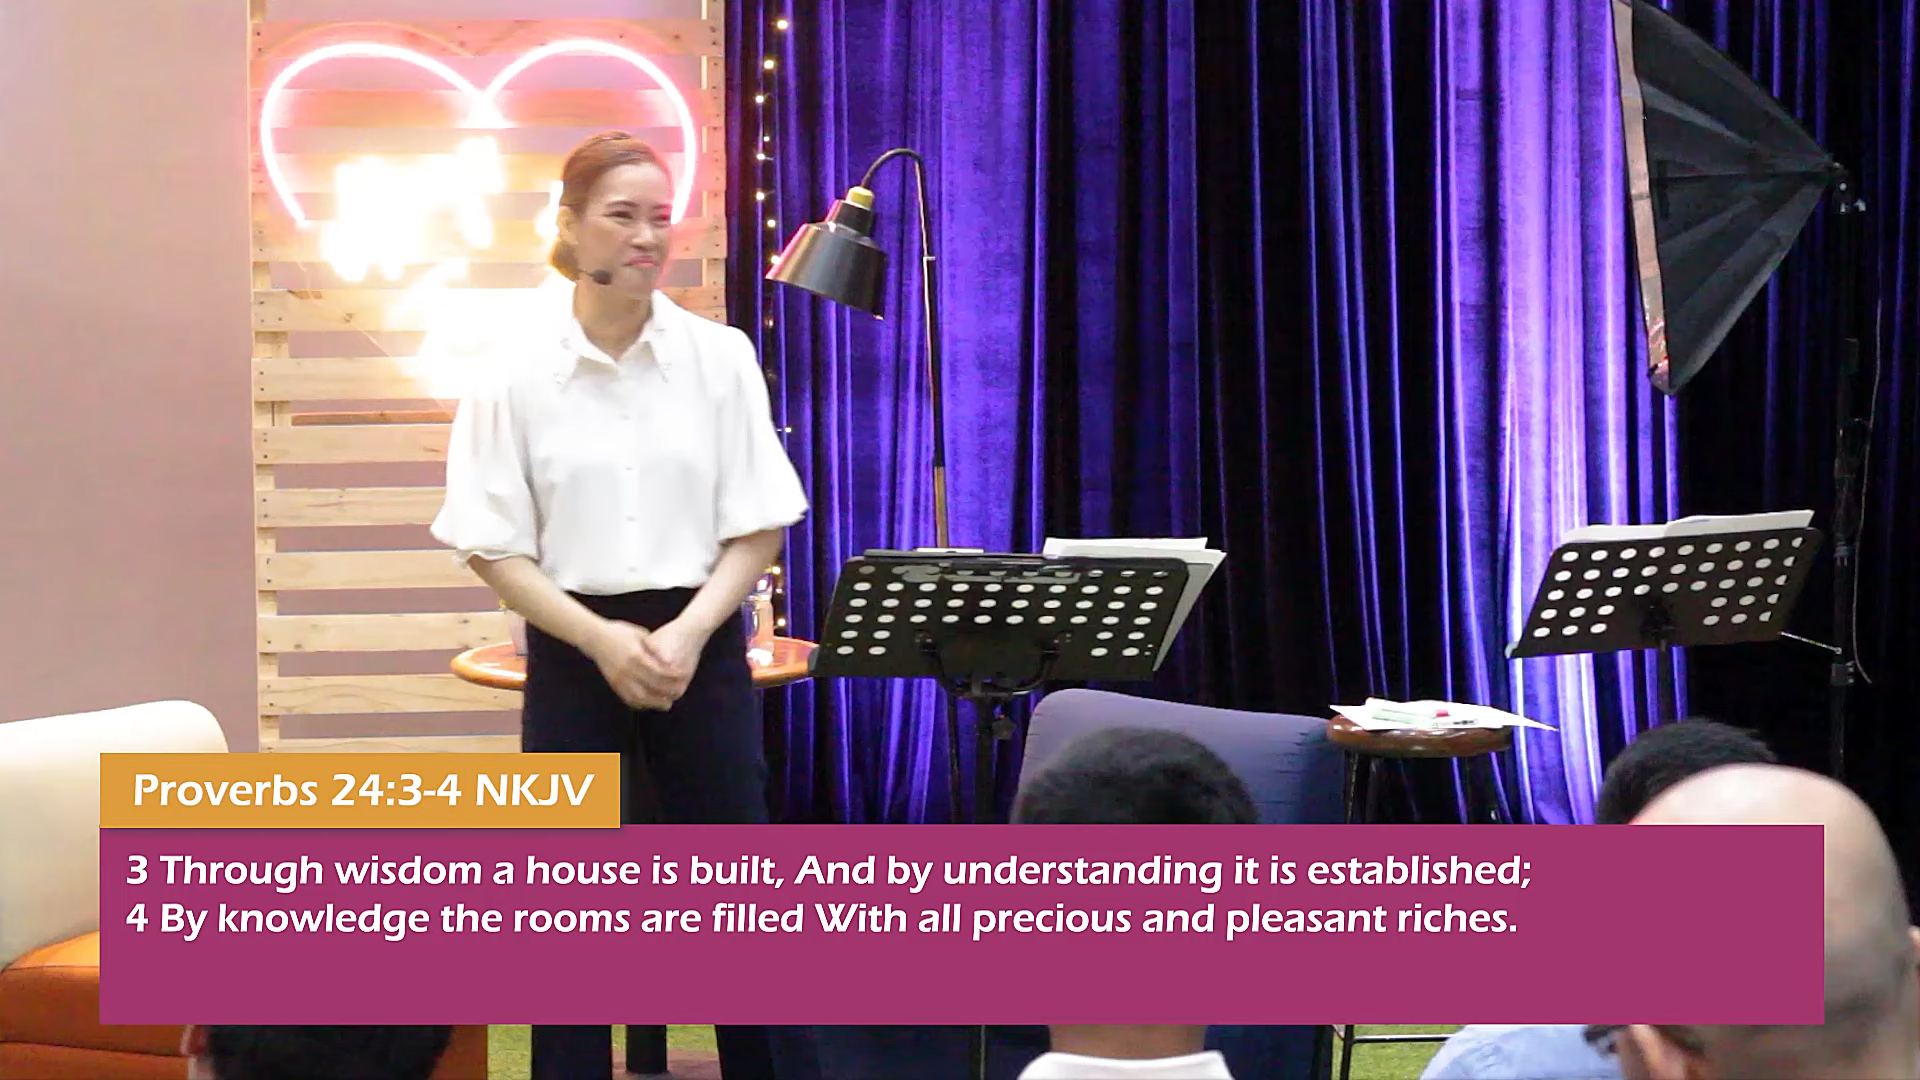 Proverbs 24:3-4 NKJV
3 Through wisdom a house is built, And by understanding it is established;
4 By knowledge the rooms are filled With all precious and pleasant riches.